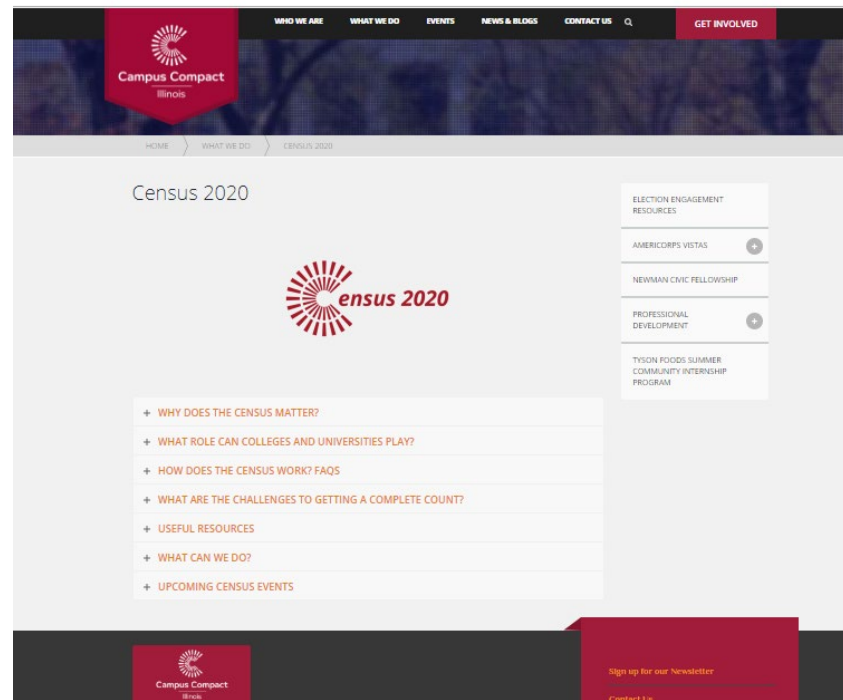 WHO WE ARE WHAT WE DO EVENTS NEWS & BLOGS CONTACT US GET INVOLVED
Campus Compact
Illinois
HOME WHAT WE DO CENSUS 2020
Census 2020
ensus 2020
+ WHY DOES THE CENSUS MATTER?
+ WHAT ROLE CAN COLLEGES AND UNIVERSITIES PLAY?
+ HOW DOES THE CENSUS WORK? FAQS
+ WHAT ARE THE CHALLENGES TO GETTING A COMPLETE COUNT?
+ USEFUL RESOURCES
+ WHAT CAN WE DO?
+ UPCOMING CENSUS EVENTS
ELECTION ENGAGEMENT
RESOURCES
AMERICORPS VISTAS +
NEWMAN CIVIC FELLOWSHIP
PROFESSIONAL
DEVELOPMENT +
TYSON FOODS SUMMER
COMMUNITY INTERNSHIP
PROGRAM
Campus Compact
Illinois
Sign up for our Newsletter
Contact Us